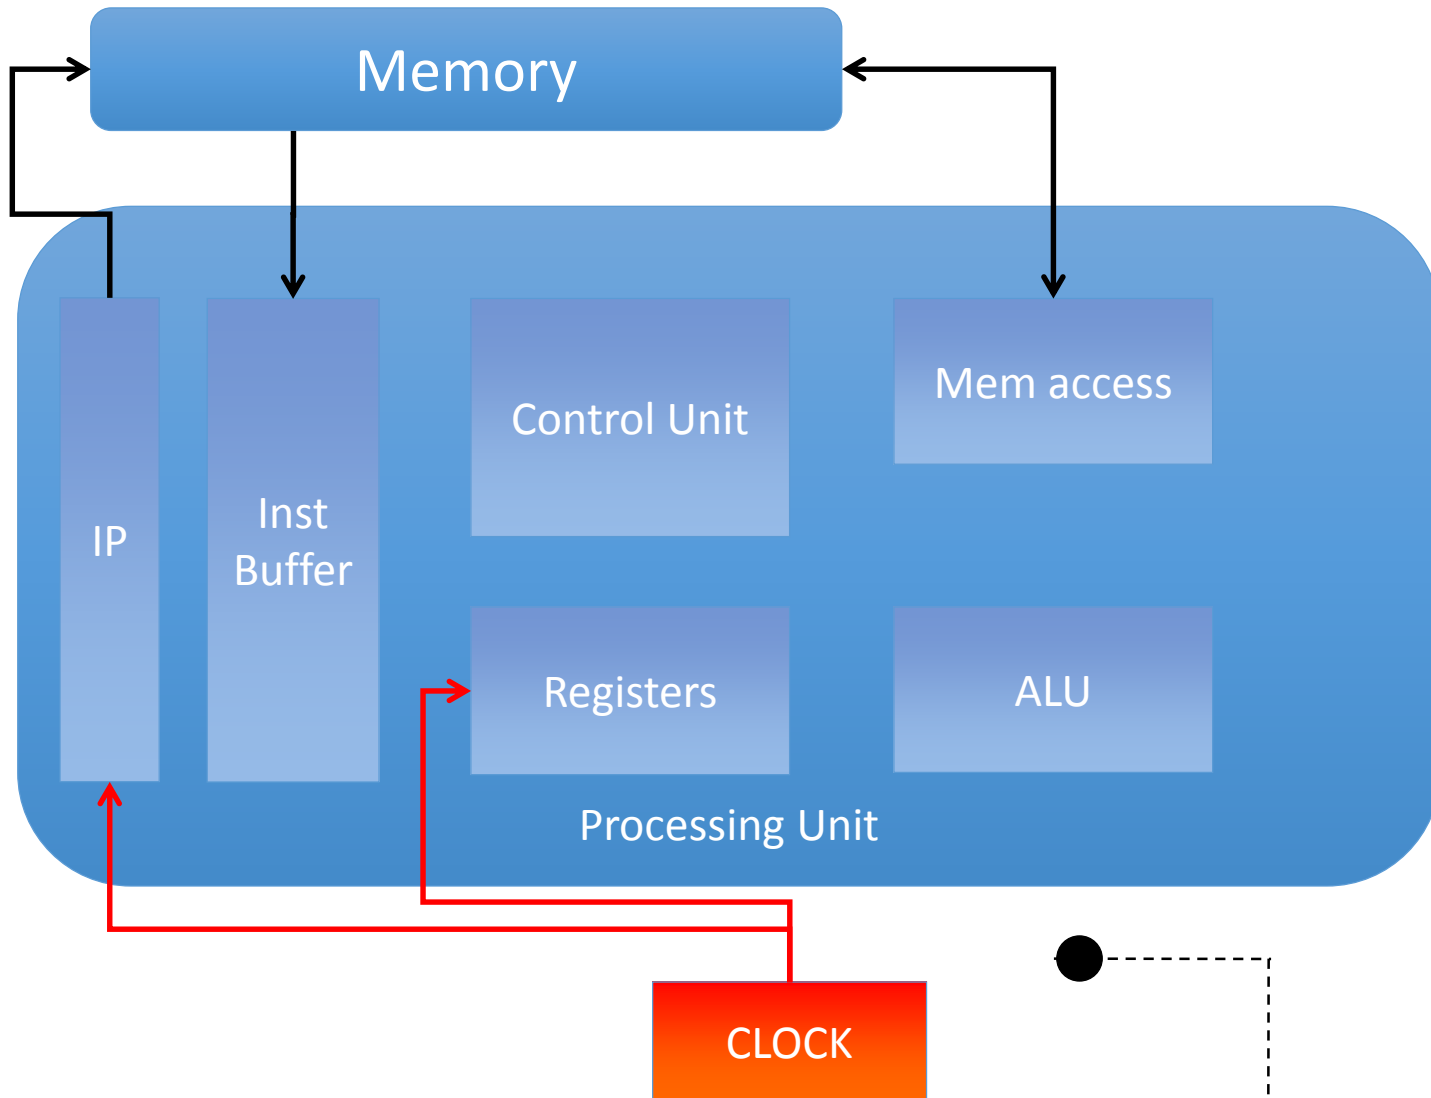 Memory
Mem access
Control Unit
IP
Inst
Buffer
Registers
ALU
Processing Unit
CLOCK